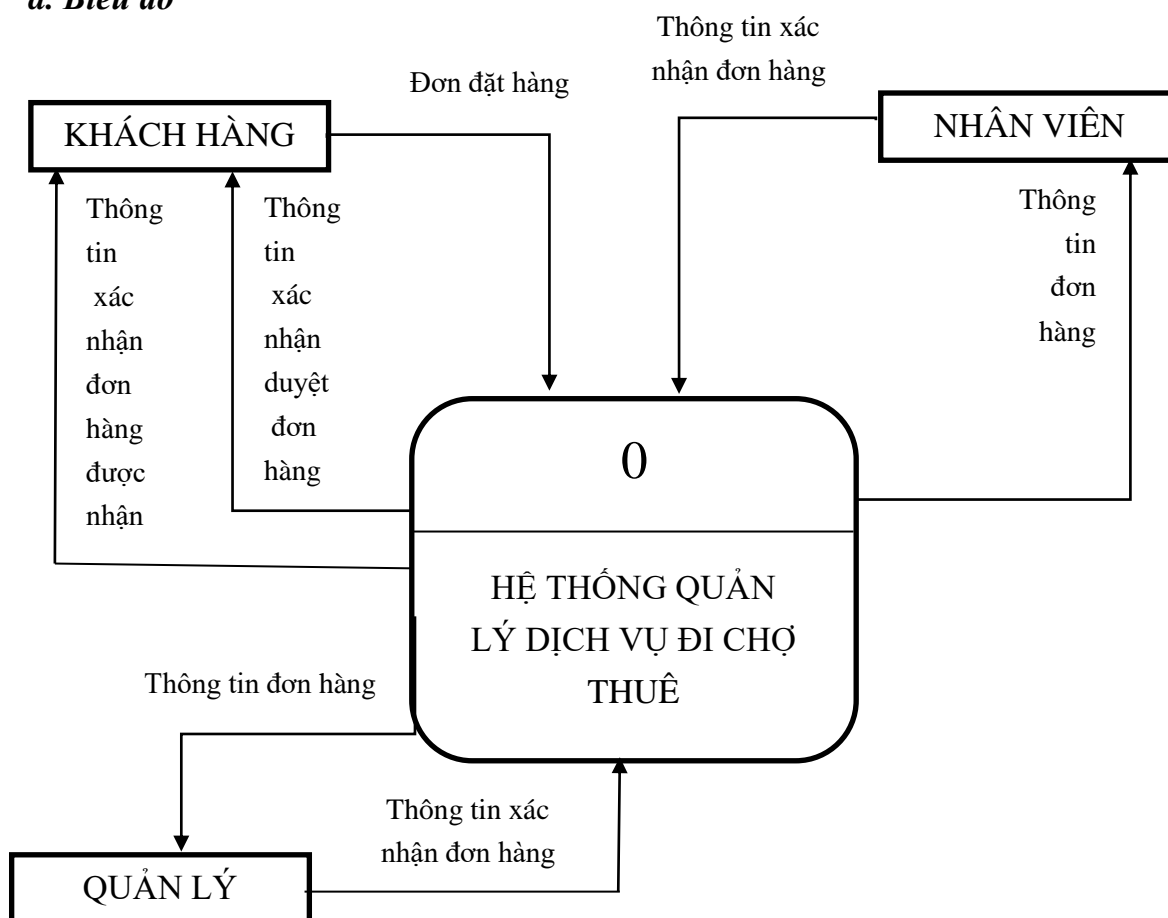 a. Biểu đồ
Thông tin xác
nhận đơn hàng
Đơn đặt hàng
KHÁCH HÀNG
NHÂN VIÊN
Thông
tin
xác
nhận
đơn
hàng
được
nhận
Thông
tin
xác
nhận
duyệt
đơn
hàng
Thông
tin
đơn
hàng
0
HỆ THỐNG QUẢN
LÝ DỊCH VỤ ĐI CHỢ
THUÊ
Thông tin đơn hàng
Thông tin xác
nhận đơn hàng
QUẢN LÝ